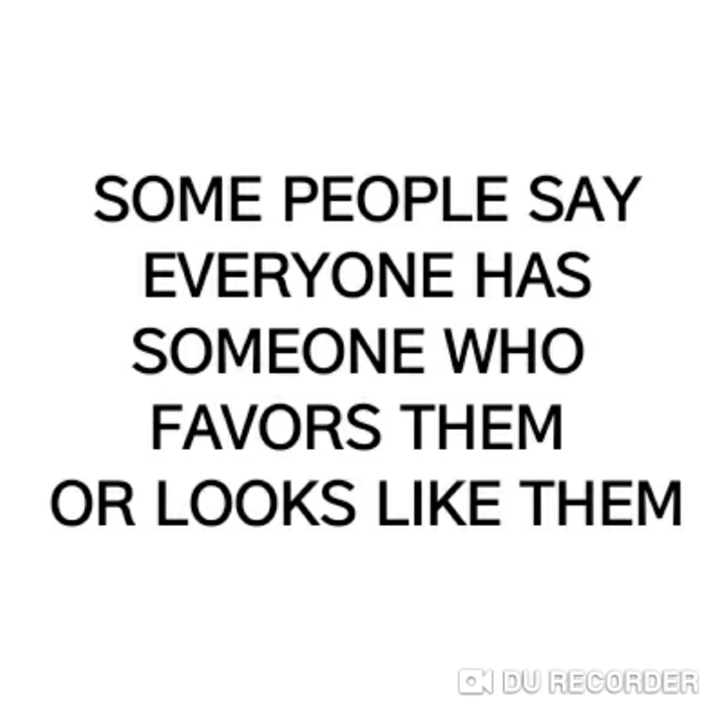 SOME PEOPLE SAY
EVERYONE HAS
SOMEONE WHO
FAVORS THEM
OR LOOKS LIKE THEM
DU RECORDER